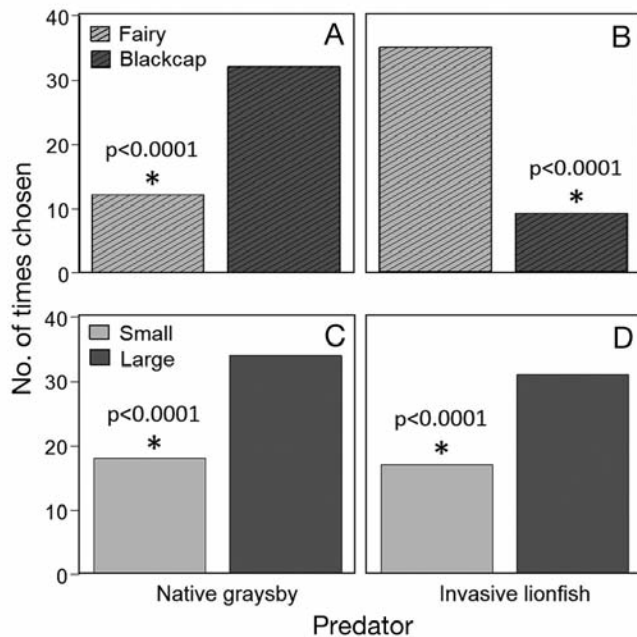 No. of times chosen
40
30
20
10
0
Fairy
Blackcap
A
p<0.0001
*
B
p<0.0001
*
40
30
20
10
0
Small
Large
C
p<0.0001
*
D
p<0.0001
*
Native graysby
Invasive lionfish
Predator